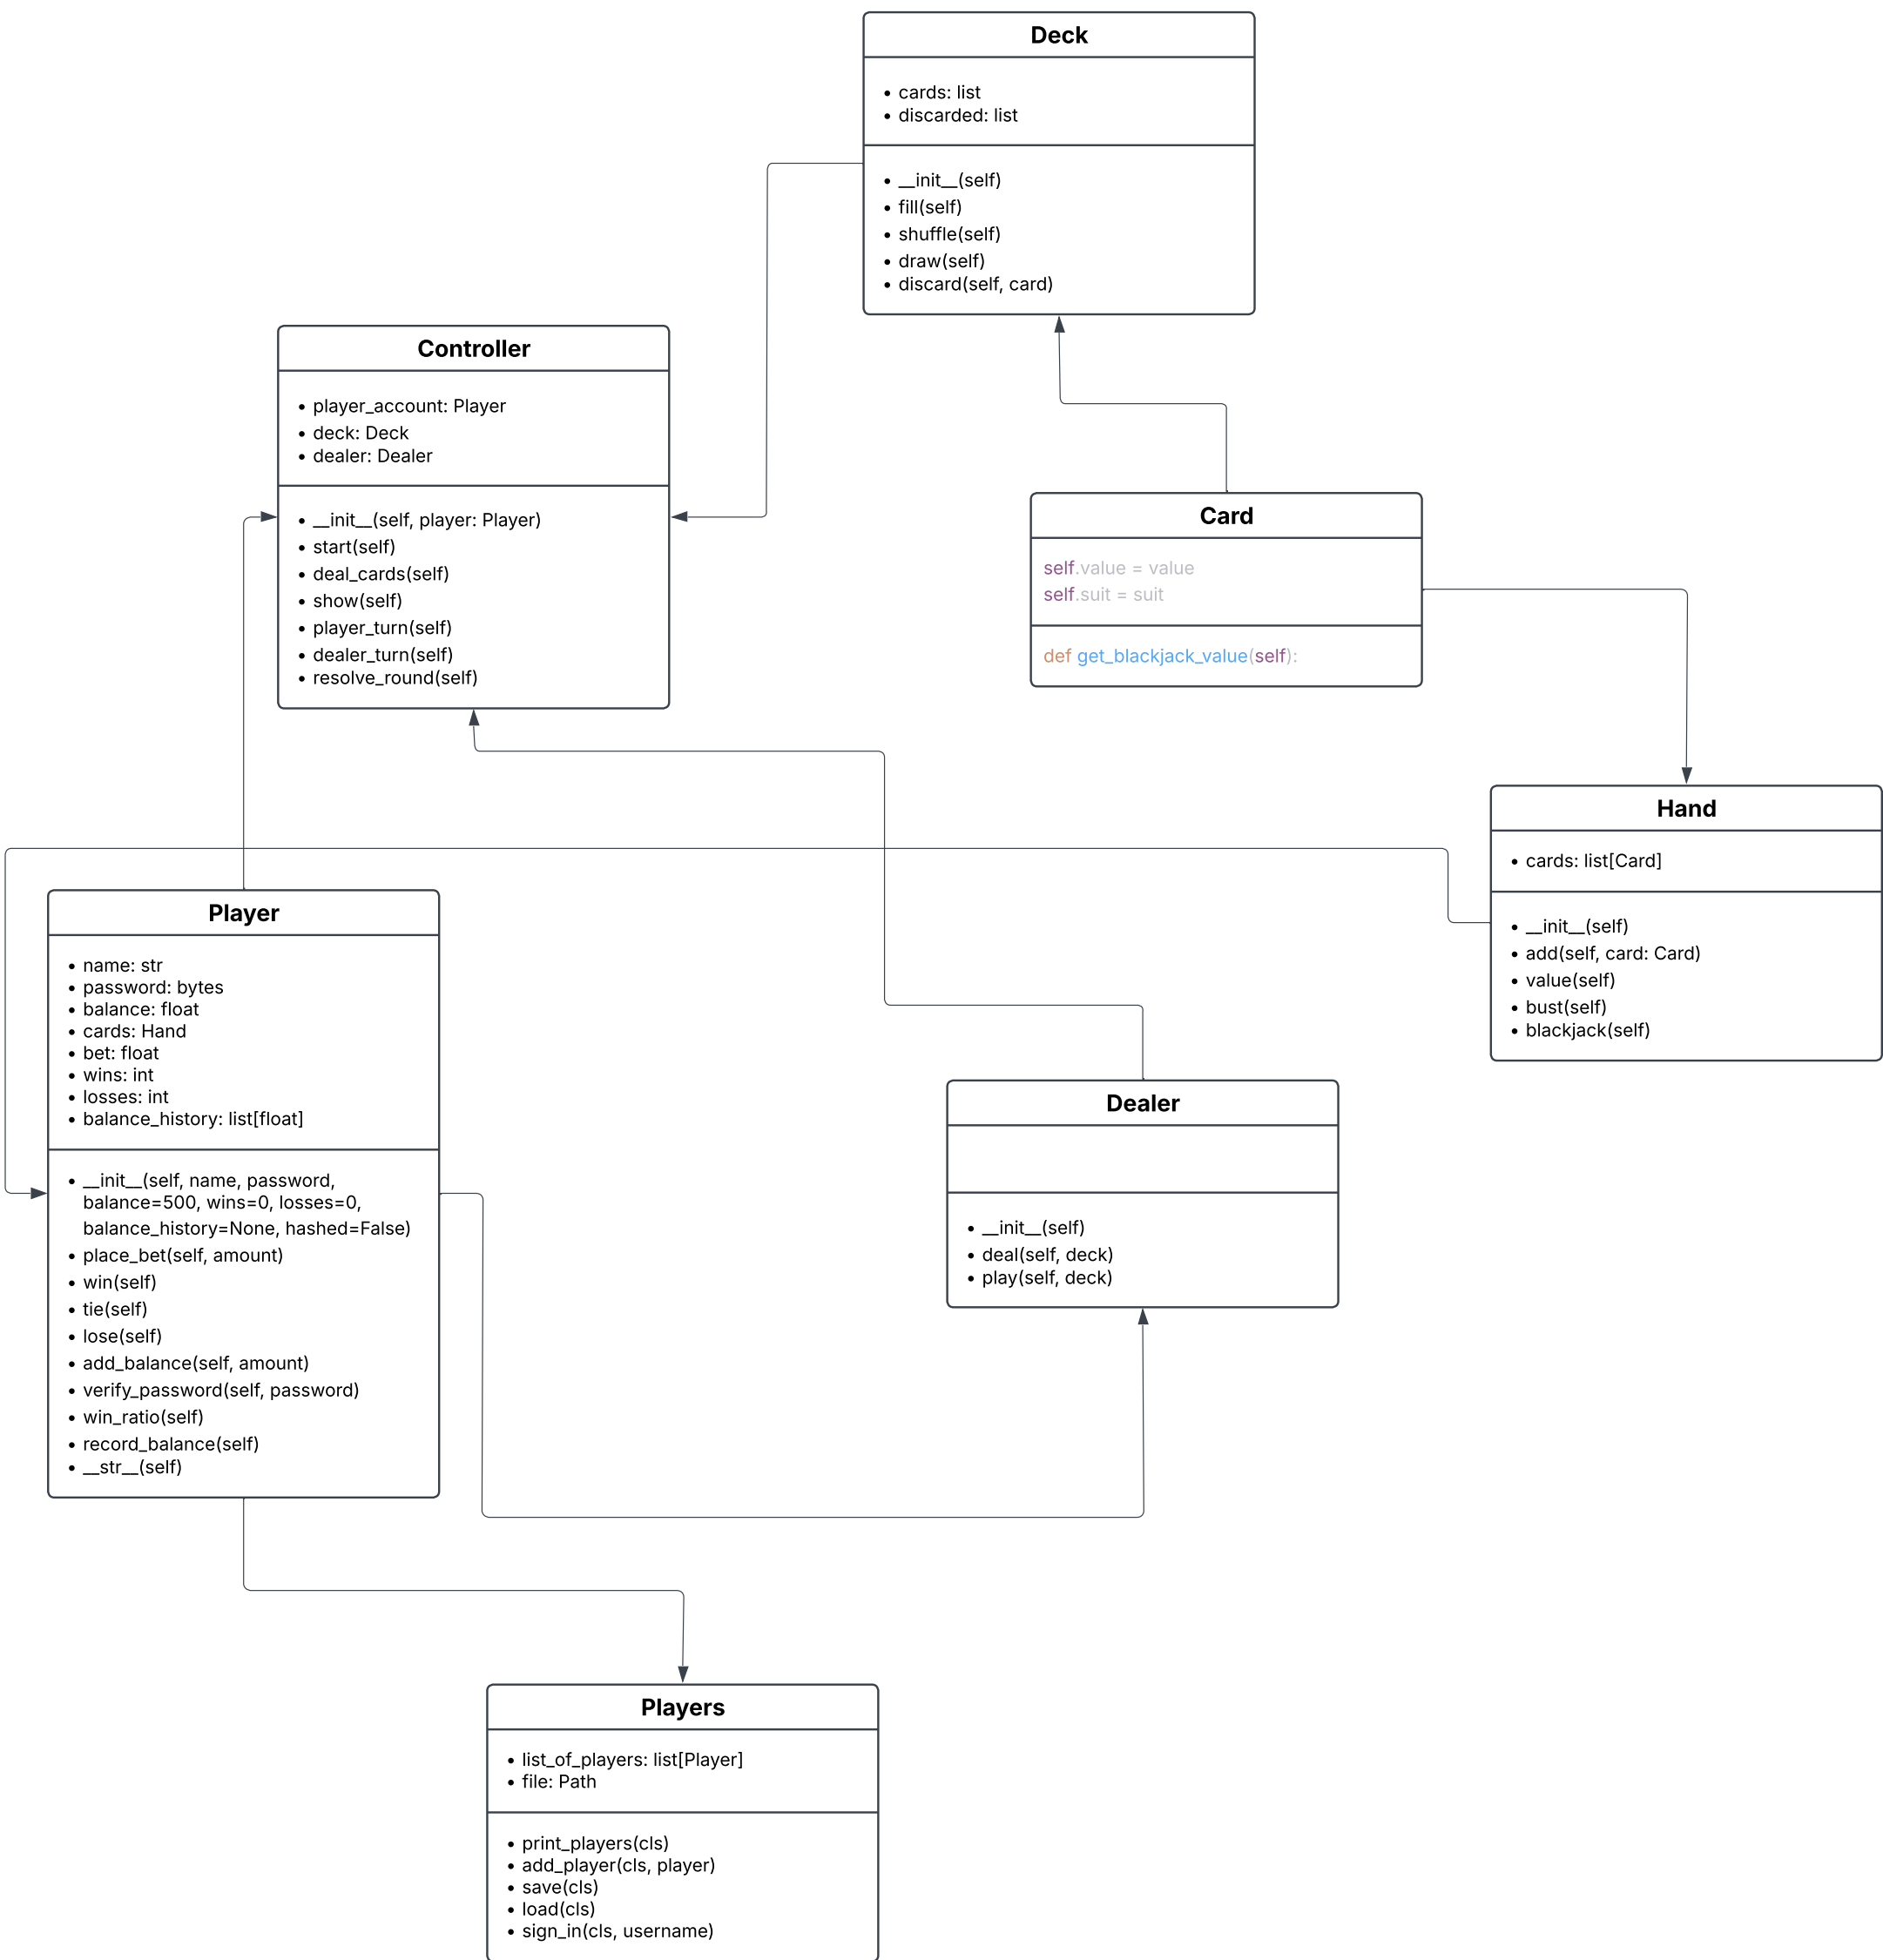 Deck
• cards: list
• discarded: list
• __init__(self)
• fill(self)
• shuffle(self)
• draw(self)
• discard(self, card)
Controller
• player_account: Player
• deck: Deck
• dealer: Dealer
• __init__(self, player: Player)
• start(self)
• deal_cards(self)
• show(self)
• player_turn(self)
• dealer_turn(self)
• resolve_round(self)
Card
self.value = value
self.suit = suit
def get_blackjack_value(self):
Hand
• cards: list[Card]
• __init__(self)
• add(self, card: Card)
• value(self)
• bust(self)
• blackjack(self)
Player
• name: str
• password: bytes
• balance: float
• cards: Hand
• bet: float
• wins: int
• losses: int
• balance_history: list[float]
• __init__(self, name, password,
balance=500, wins=0, losses=0,
balance_history=None, hashed=False)
• place_bet(self, amount)
• win(self)
• tie(self)
• lose(self)
• add_balance(self, amount)
• verify_password(self, password)
• win_ratio(self)
• record_balance(self)
• __str__(self)
Dealer
• __init__(self)
• deal(self, deck)
• play(self, deck)
Players
• list_of_players: list[Player]
• file: Path
• print_players(cls)
• add_player(cls, player)
• save(cls)
• load(cls)
• sign_in(cls, username)